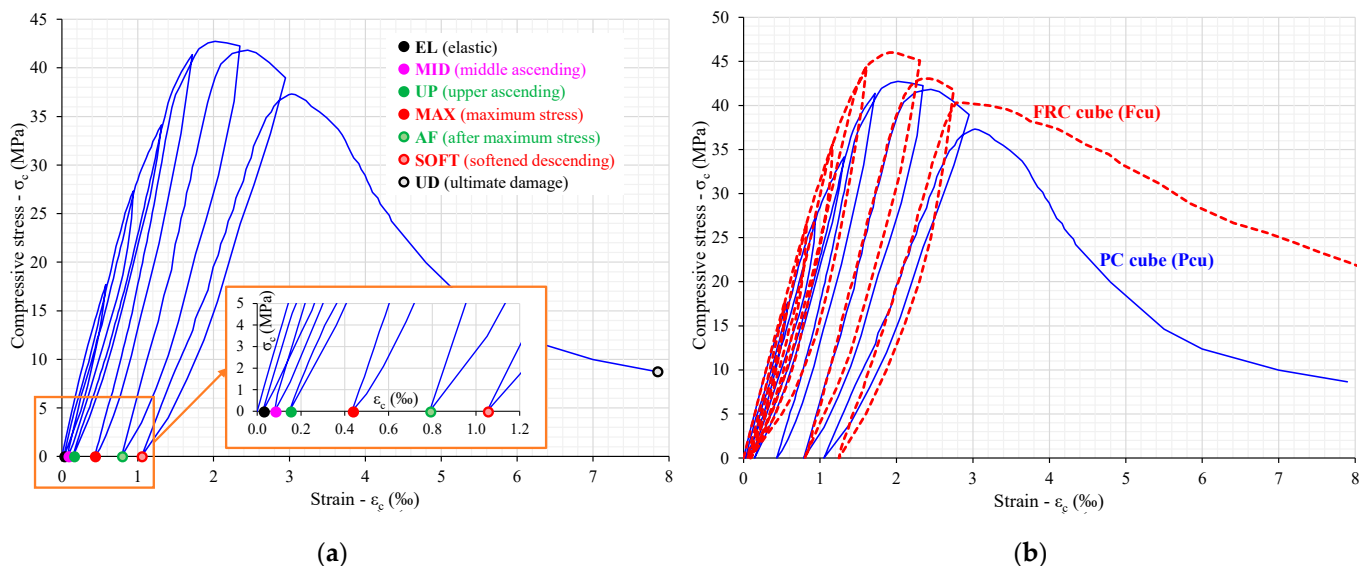 Compressive stress - σc (MPa)
45
40
35
30
25
20
15
10
5
0
EL (elastic)
MID (middle ascending)
UP (upper ascending)
MAX (maximum stress)
AF (after maximum stress)
SOFT (softened descending)
UD (ultimate damage)
σc (MPa)
5
4
3
2
1
0
εc (‰)
0.0 0.2 0.4 0.6 0.8 1.0 1.2
0 1 2 3 4 5 6 7 8
Strain - εc (‰)
(a)
Compressive stress - σc (MPa)
50
45
40
35
30
25
20
15
10
5
0
FRC cube (Fcu)
PC cube (Pcu)
0 1 2 3 4 5 6 7 8
Strain - εc (‰)
(b)